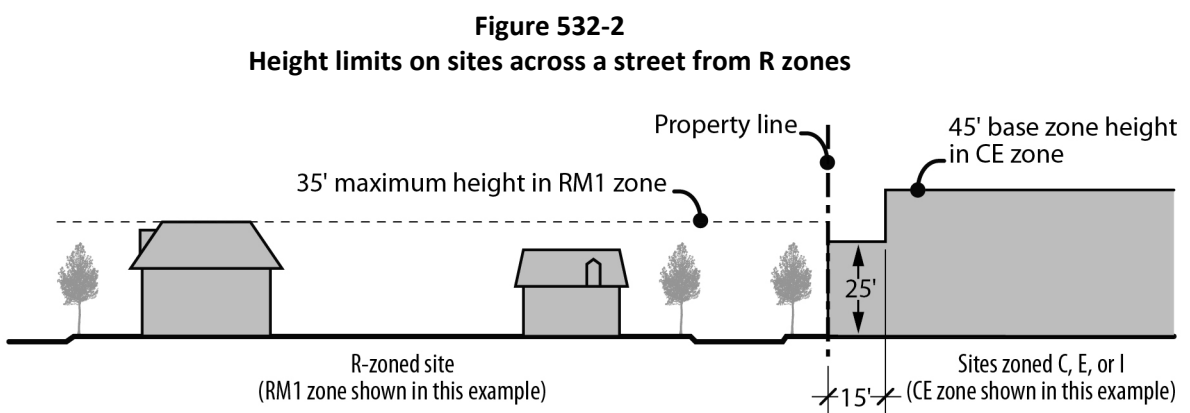 Figure 532-2
Height limits on sites across a street from R zones
Property line
45' base zone height
in CE zone
35' maximum height in RM1 zone
25'
R-zoned site
(RM1 zone shown in this example)
Sites zoned C, E, or I
(CE zone shown in this example)
15'